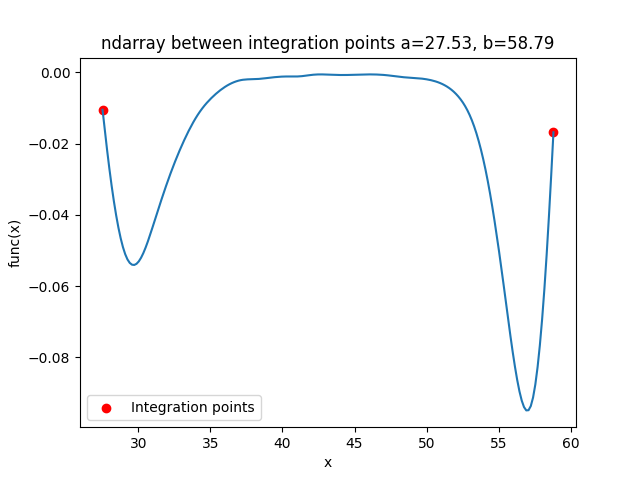 ndarray between integration points a=27.53, b=58.79
0.00
−0.02
−0.04
−0.06
−0.08
func(x)
Integration points
30 35 40 45 50 55 60
x